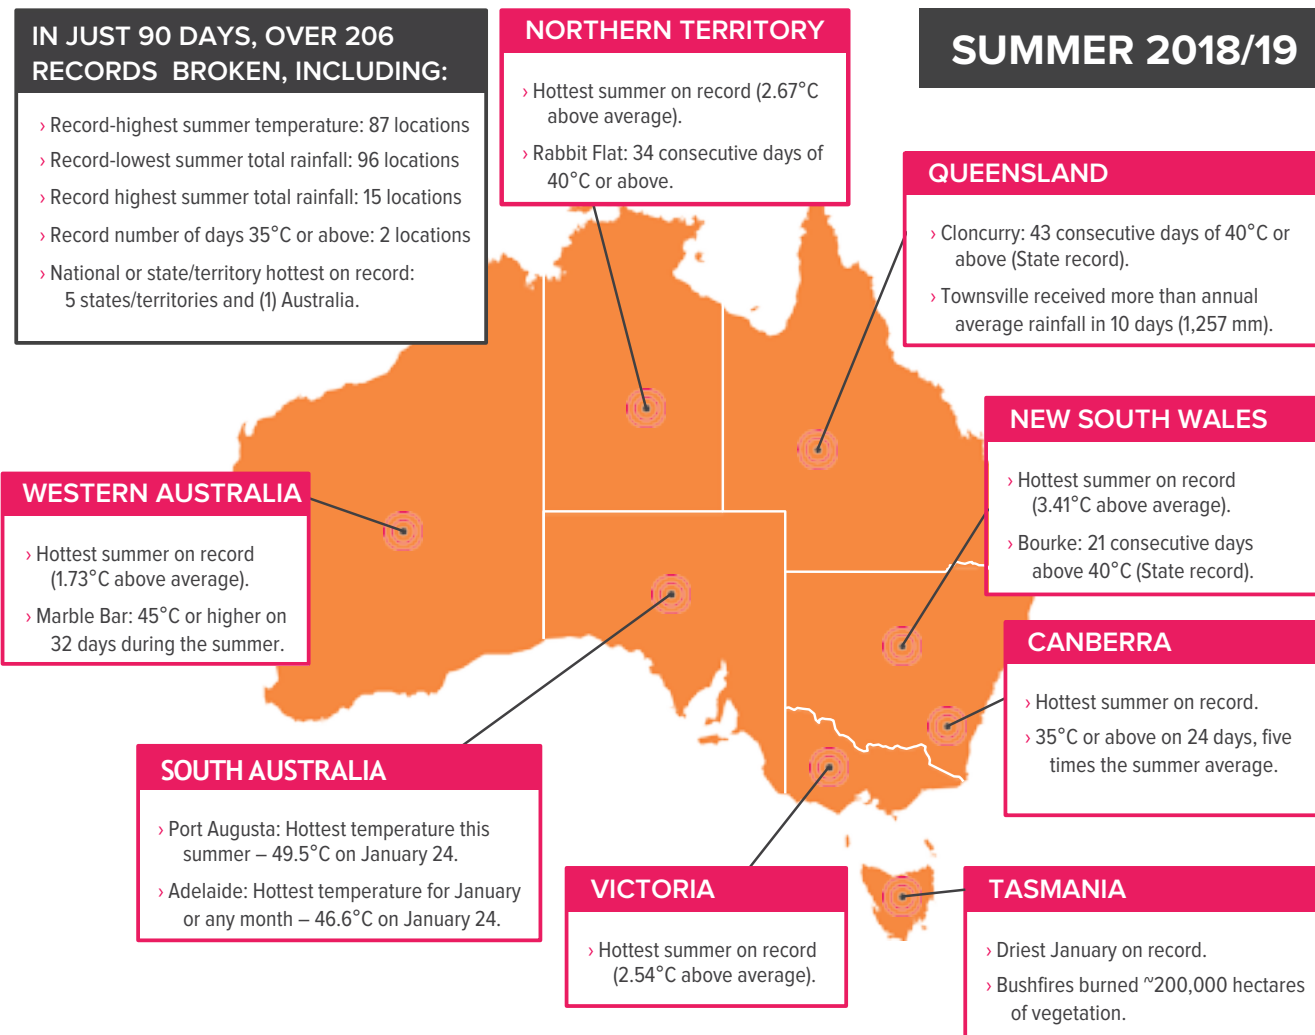 IN JUST 90 DAYS, OVER 206
RECORDS BROKEN, INCLUDING:
› Record-highest summer temperature: 87 locations
› Record-lowest summer total rainfall: 96 locations
› Record highest summer total rainfall: 15 locations
› Record number of days 35°C or above: 2 locations
› National or state/territory hottest on record:
5 states/territories and (1) Australia.
NORTHERN TERRITORY
› Hottest summer on record (2.67°C
above average).
› Rabbit Flat: 34 consecutive days of
40°C or above.
SUMMER 2018/19
QUEENSLAND
› Cloncurry: 43 consecutive days of 40°C or
above (State record).
› Townsville received more than annual
average rainfall in 10 days (1,257 mm).
NEW SOUTH WALES
› Hottest summer on record
(3.41°C above average).
› Bourke: 21 consecutive days
above 40°C (State record).
WESTERN AUSTRALIA
› Hottest summer on record
(1.73°C above average).
› Marble Bar: 45°C or higher on
32 days during the summer.
CANBERRA
› Hottest summer on record.
› 35°C or above on 24 days, five
times the summer average.
SOUTH AUSTRALIA
› Port Augusta: Hottest temperature this
summer – 49.5°C on January 24.
› Adelaide: Hottest temperature for January
or any month – 46.6°C on January 24.
VICTORIA
› Hottest summer on record
(2.54°C above average).
TASMANIA
› Driest January on record.
› Bushfires burned ~200,000 hectares
of vegetation.